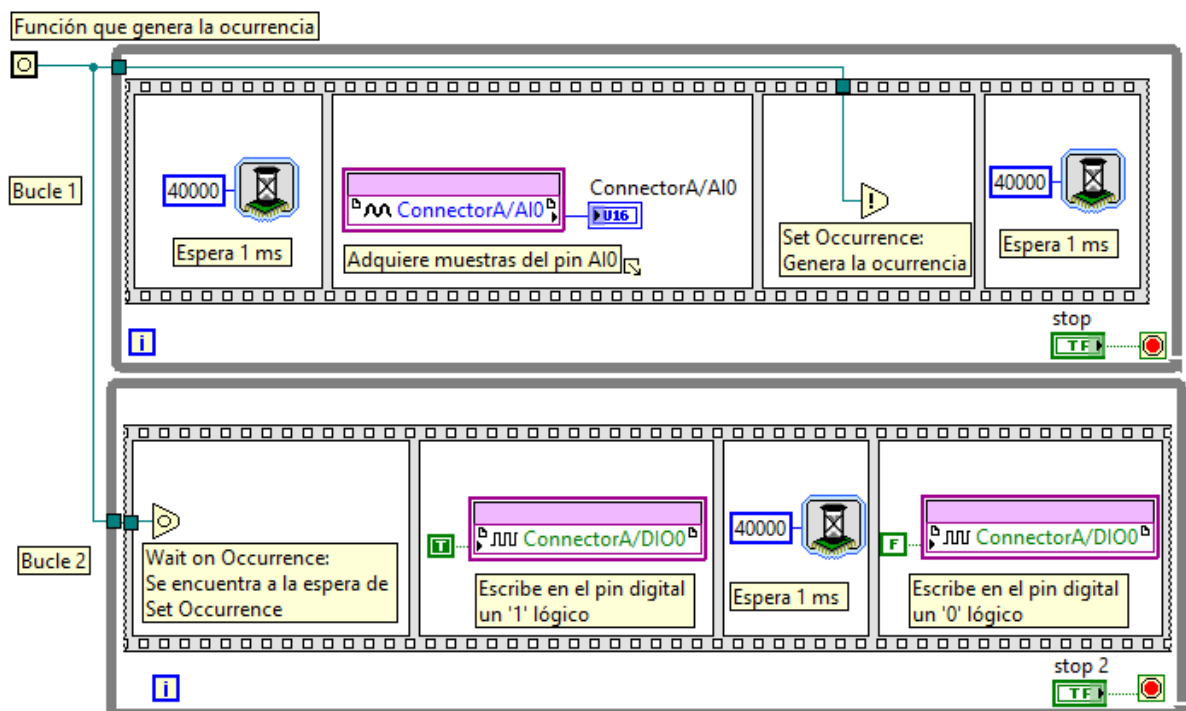 Función que genera la ocurrencia
Bucle 1
40000
Espera 1 ms
ConnectorA/AI0
ConnectorA/AI0
U16
Adquiere muestras del pin AI0
Set Occurrence:
Genera la ocurrencia
40000
Espera 1 ms
i
stop
TF
Bucle 2
Wait on Occurrence:
Se encuentra a la espera de
Set Occurrence
T
ConnectorA/DIO0
Escribe en el pin digital
un '1' lógico
40000
Espera 1 ms
F
ConnectorA/DIO0
Escribe en el pin digital
un '0' lógico
i
stop 2
TF